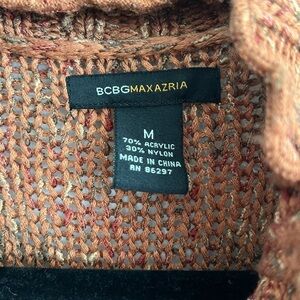 BCBGMAXAZRIA
M
70% ACRYLIC
30% NYLON
MADE IN CHINA
RN 86297